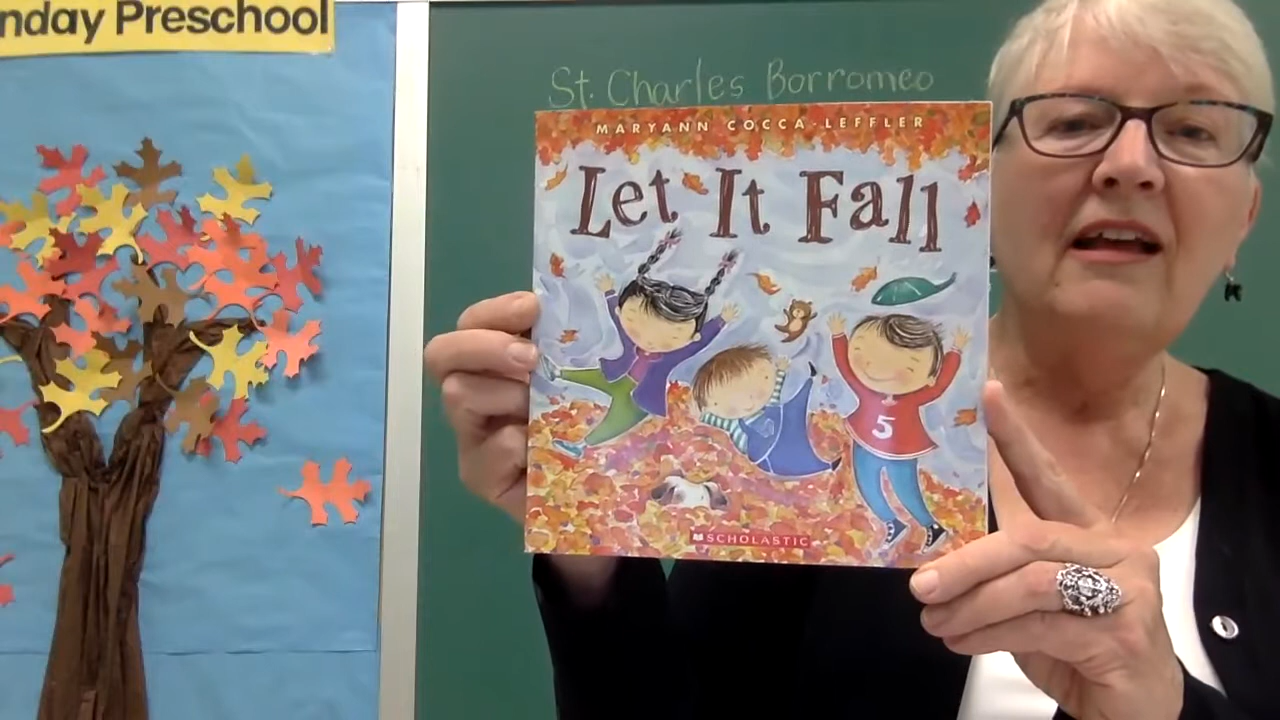 nday Preschool
St. Charles Borromeo
MARYANN COCCA-LEFFLER
Let It Fall
5
SCHOLASTIC